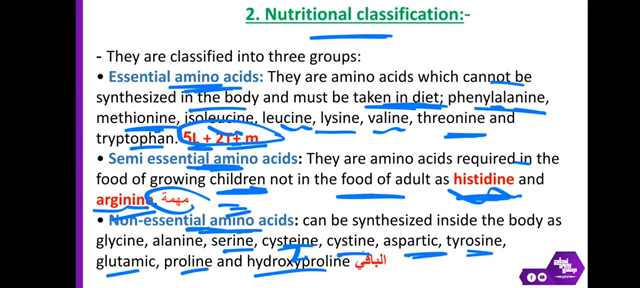 2. Nutritional classification:-
- They are classified into three groups
• Essential amino acids: They are amino acids which cannot be
synthesized in the body and must be taken in diet; phenylalanine,
methionine, isoleucine, leucine, lysine, valine, threonine and
tryptophan. 5L + 2T+ m
• Semi essential amino acids: They are amino acids required in the
food of growing children not in the food of adult as histidine and
arginine مهمة
• Non-essential amino acids: can be synthesized inside the body as
glycine, alanine, serine, cysteine, cystine, aspartic, tyrosine,
glutamic, proline and hydroxyproline الباقي